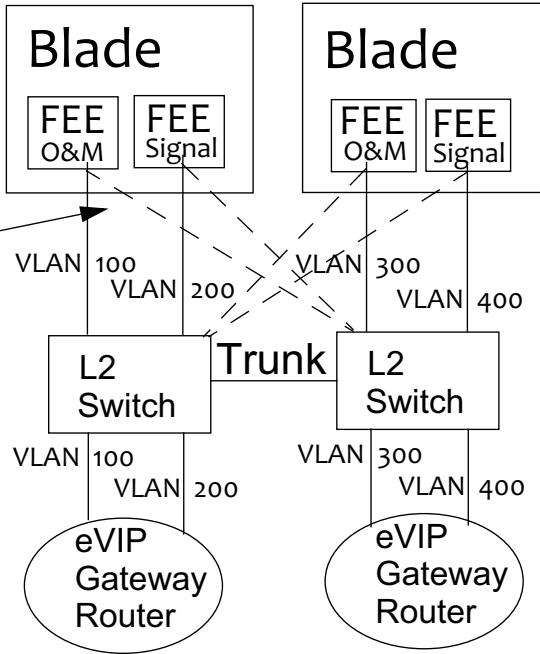 Blade
Blade
FEE
O&M
FEE
Signal
FEE
O&M
FEE
Signal
VLAN 100
VLAN 200
VLAN 300
VLAN 400
L2
Switch
Trunk
L2
Switch
VLAN 100
VLAN 200
VLAN 300
VLAN 400
eVIP
Gateway
Router
eVIP
Gateway
Router